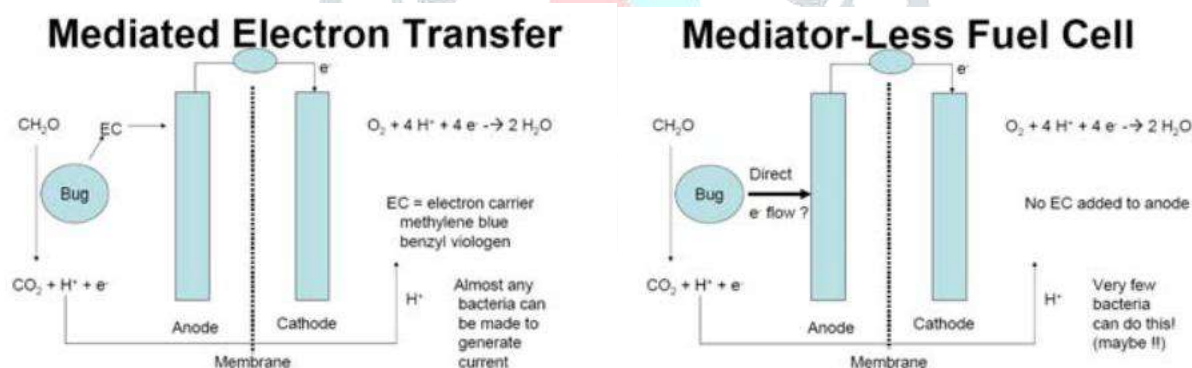 Mediated Electron Transfer
e-
CH2O
EC
O2 + 4 H+ + 4 e- -→ 2 H2O
Bug
EC = electron carrier
methylene blue
benzyl viologen
CO2 + H+ + e-
H+
Almost any
bacteria can
be made to
generate
current
Anode
Cathode
Membrane
Mediator-Less Fuel Cell
e-
CH2O
O2 + 4 H+ + 4 e- -→ 2 H2O
Bug
Direct
e- flow ?
No EC added to anode
CO2 + H+ + e-
H+
Very few
bacteria
can do this!
(maybe !!)
Anode
Cathode
Membrane